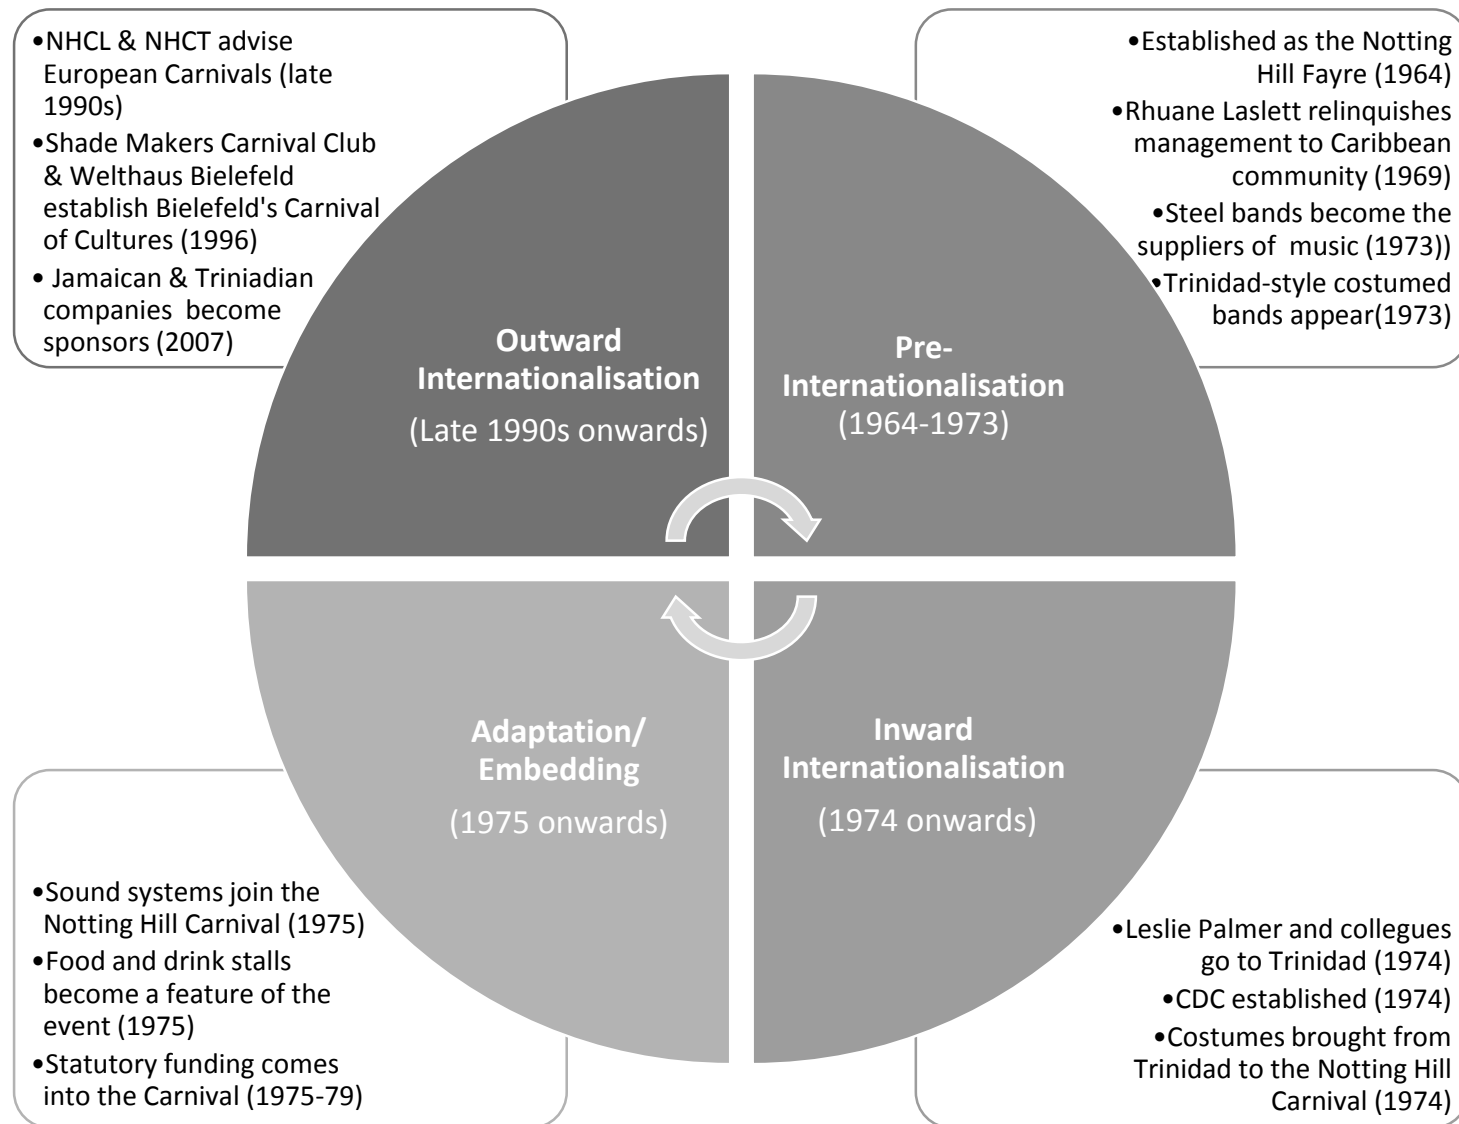 •NHCL & NHCT advise
European Carnivals (late
1990s)
•Shade Makers Carnival Club
& Welthaus Bielefeld
establish Bielefeld's Carnival
of Cultures (1996)
• Jamaican & Triniadian
companies become
sponsors (2007)
•Established as the Notting
Hill Fayre (1964)
•Rhuane Laslett relinquishes
management to Caribbean
community (1969)
•Steel bands become the
suppliers of music (1973))
•Trinidad-style costumed
bands appear(1973)
Outward
Internationalisation
(Late 1990s onwards)
Pre-
Internationalisation
(1964-1973)
Adaptation/
Embedding
(1975 onwards)
Inward
Internationalisation
(1974 onwards)
•Sound systems join the
Notting Hill Carnival (1975)
•Food and drink stalls
become a feature of the
event (1975)
•Statutory funding comes
into the Carnival (1975-79)
•Leslie Palmer and collegues
go to Trinidad (1974)
•CDC established (1974)
•Costumes brought from
Trinidad to the Notting Hill
Carnival (1974)